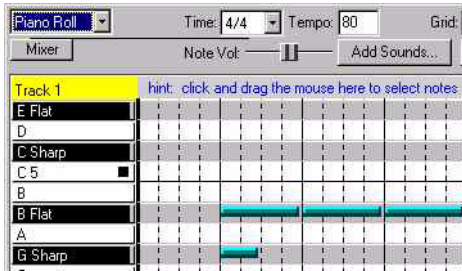 Piano Roll Time: 4/4 Tempo: 80 Grid:
Mixer Note Vol: Add Sounds...
Track 1 hint: click and drag the mouse here to select notes
E Flat
D
C Sharp
C 5
B
B Flat
A
G Sharp